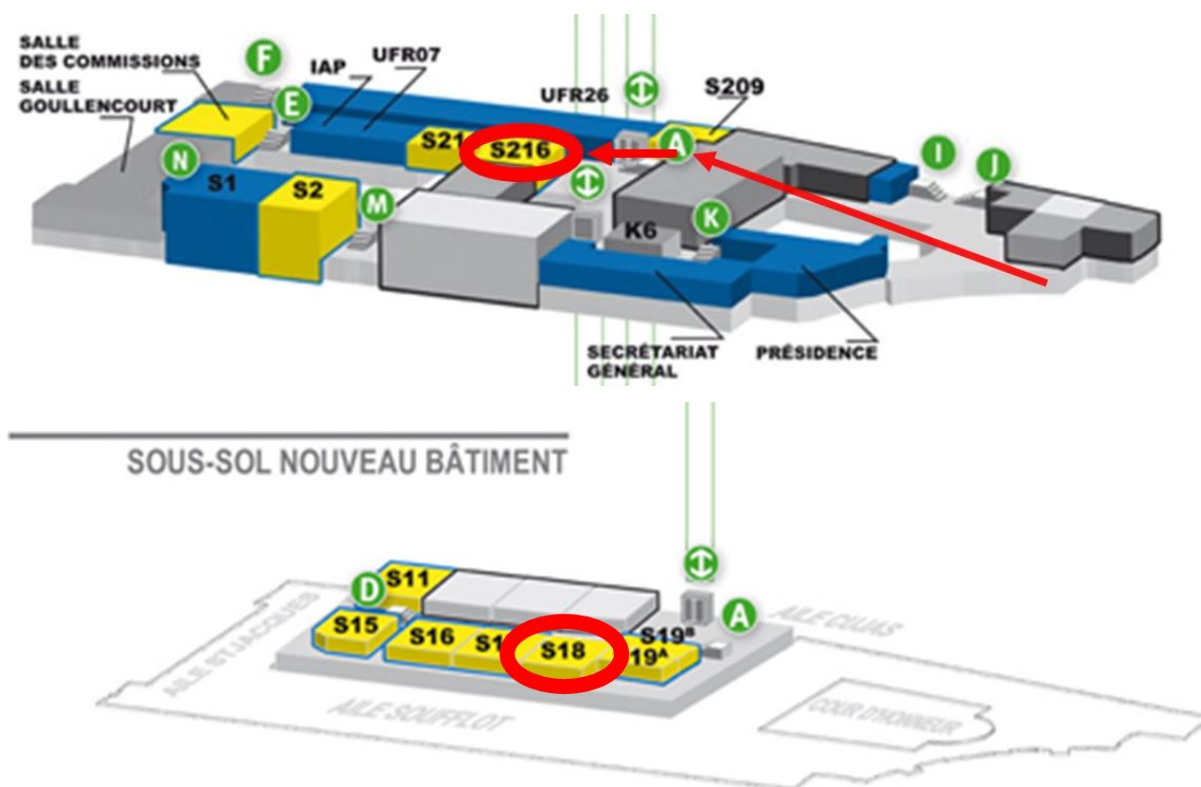 SALLE
DES COMMISSIONS
SALLE
GOULLENCOURT
F
E
IAP
UFR07
UFR26
S209
S21
S216
A
I
J
N
S1
S2
M
K
K6
SECRÉTARIAT
GÉNÉRAL
PRÉSIDENCE
SOUS-SOL NOUVEAU BÂTIMENT
D
S11
A
AILE CUJAS
AILE ST.JACQUES
S15
S16
S1
S18
S19B
19A
AILE SOUFFLOT
COUR D'HONNEUR